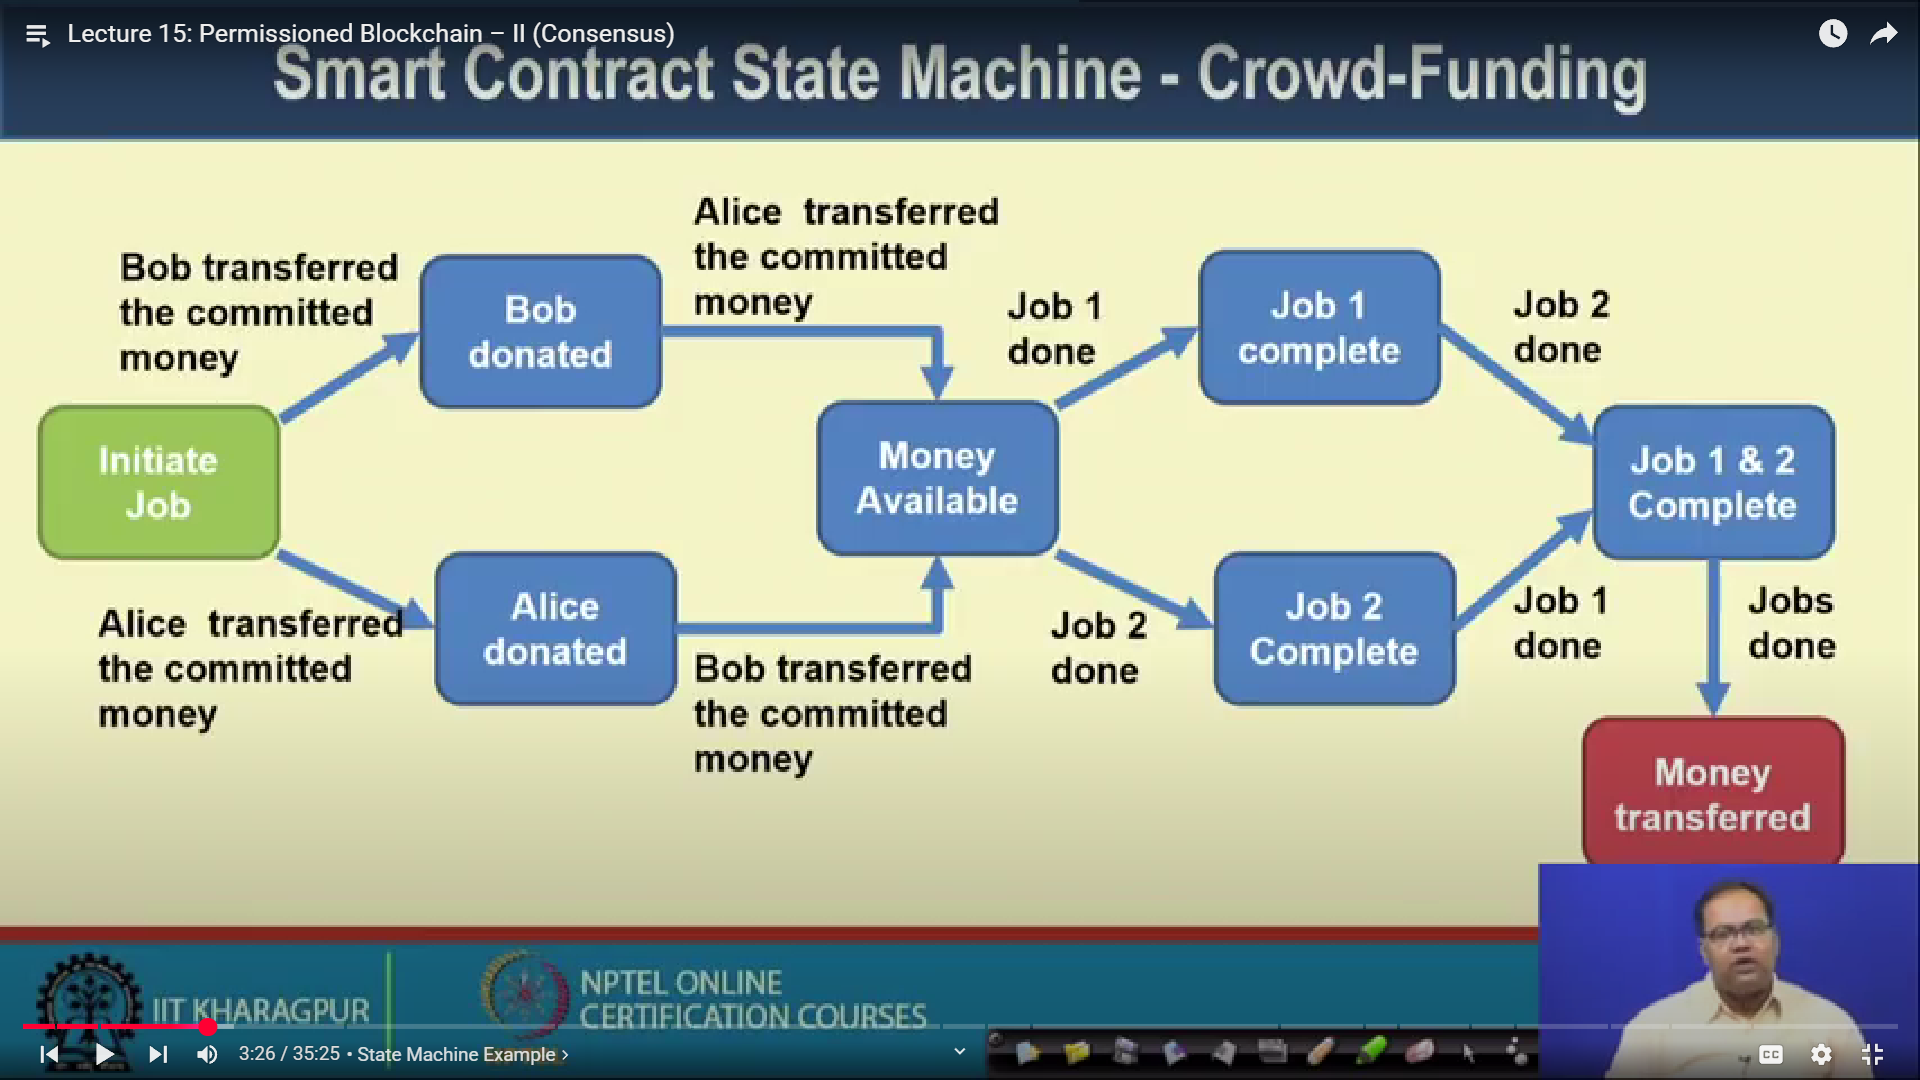 Lecture 15: Permissioned Blockchain – II (Consensus)
Smart Contract State Machine - Crowd-Funding
Bob transferred
the committed
money
Bob
donated
Alice transferred
the committed
money
Job 1
done
Job 1
complete
Job 2
done
Initiate
Job
Money
Available
Job 1 & 2
Complete
Alice transferred
the committed
money
Alice
donated
Bob transferred
the committed
money
Job 2
done
Job 2
Complete
Job 1
done
Jobs
done
Money
transferred
IIT KHARAGPUR
NPTEL ONLINE
CERTIFICATION COURSES
3:26 / 35:25 • State Machine Example ›
CC